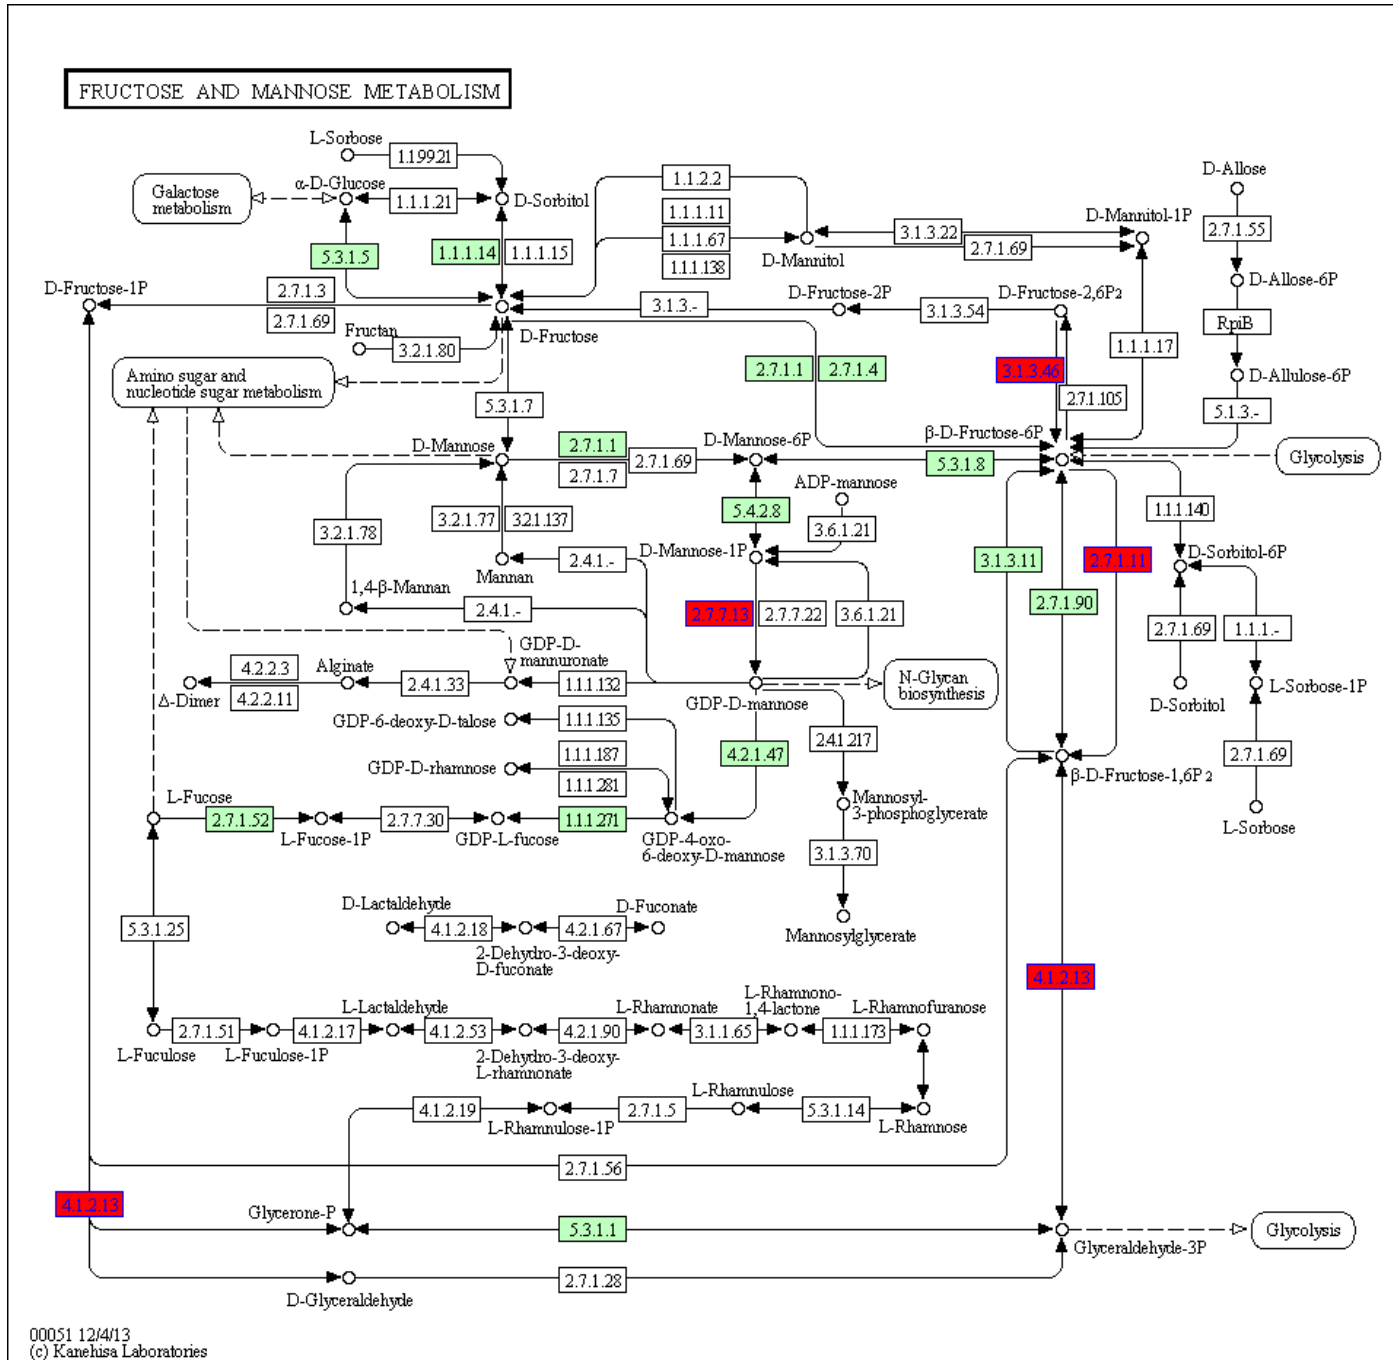 FRUCTOSE AND MANNOSE METABOLISM
L-Sorbose
1.1.99.21
D-Allose
Galactose
metabolism
α-D-Glucose
1.1.1.21
D-Sorbitol
1.1.2.2
1.1.1.11
1.1.1.67
1.1.1.138
D-Mannitol
3.1.3.22
2.7.1.69
D-Mannitol-1P
2.7.1.55
5.3.1.5
1.1.1.14
1.1.1.15
D-Allose-6P
D-Fructose-1P
2.7.1.3
2.7.1.69
3.1.3.-
D-Fructose-2P
3.1.3.54
D-Fructose-2,6P2
RpiB
Fructan
3.2.1.80
D-Fructose
1.1.1.17
Amino sugar and
nucleotide sugar metabolism
2.7.1.1
2.7.1.4
3.1.3.46
2.7.1.105
D-Allulose-6P
5.3.1.7
5.1.3.-
D-Mannose
2.7.1.1
2.7.1.7
2.7.1.69
D-Mannose-6P
β-D-Fructose-6P
5.3.1.8
Glycolysis
ADP-mannose
3.2.1.78
3.2.1.77
3.2.1.137
5.4.2.8
3.6.1.21
1.1.1.140
Mannan
2.4.1.-
D-Mannose-1P
3.1.3.11
2.7.1.11
D-Sorbitol-6P
1,4-β-Mannan
2.4.1.-
2.7.7.13
2.7.7.22
3.6.1.21
2.7.1.90
2.7.1.69
1.1.1.-
GDP-D-
mannuronate
4.2.2.3
4.2.2.11
Δ-Dimer
Alginate
2.4.1.33
1.1.1.132
GDP-D-mannose
N-Glycan
biosynthesis
D-Sorbitol
L-Sorbose-1P
GDP-6-deoxy-D-talose
1.1.1.135
2.4.1.217
GDP-D-rhamnose
1.1.1.187
1.1.1.281
4.2.1.47
2.7.1.69
β-D-Fructose-1,6P2
L-Fucose
2.7.1.52
L-Fucose-1P
2.7.7.30
GDP-L-fucose
1.1.1.271
GDP-4-oxo-
6-deoxy-D-mannose
Mannosyl-
3-phosphoglycerate
L-Sorbose
3.1.3.70
D-Lactaldehyde
4.1.2.18
2-Dehydro-3-deoxy-
D-fuconate
4.2.1.67
D-Fuconate
Mannosylglycerate
5.3.1.25
4.1.2.13
L-Fuculose
2.7.1.51
L-Fuculose-1P
4.1.2.17
L-Lactaldehyde
4.1.2.53
2-Dehydro-3-deoxy-
L-rhamnonate
4.2.1.90
L-Rhamnonate
3.1.1.65
L-Rhamnono-
1,4-lactone
1.1.1.173
L-Rhamnofuranose
4.1.2.19
L-Rhamnulose-1P
2.7.1.5
L-Rhamnulose
5.3.1.14
L-Rhamnose
2.7.1.56
4.1.2.13
Glycerone-P
5.3.1.1
Glyceraldehyde-3P
Glycolysis
D-Glyceraldehyde
2.7.1.28
00051 12/4/13
(c) Kanehisa Laboratories